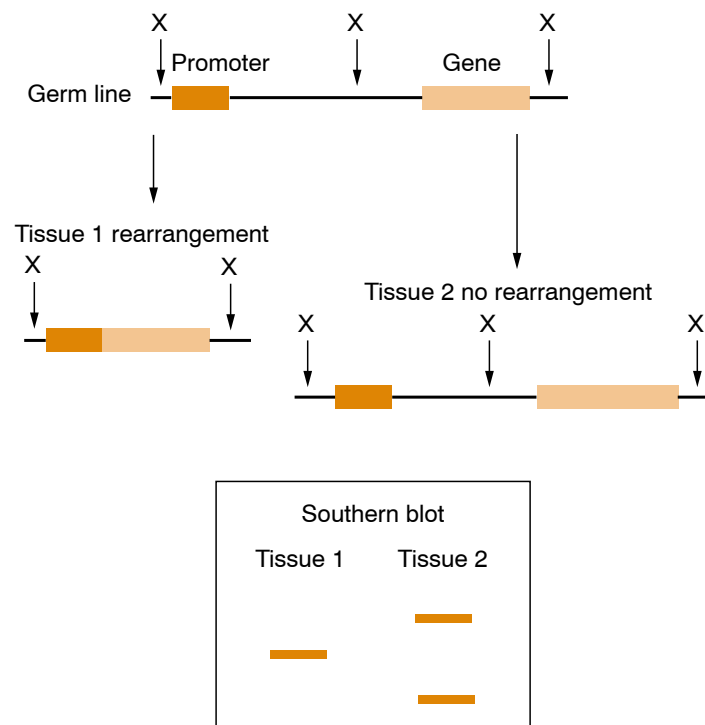 X X X
Promoter Gene
Germ line
Tissue 1 rearrangement
X X
Tissue 2 no rearrangement
X X X
Southern blot
Tissue 1 Tissue 2